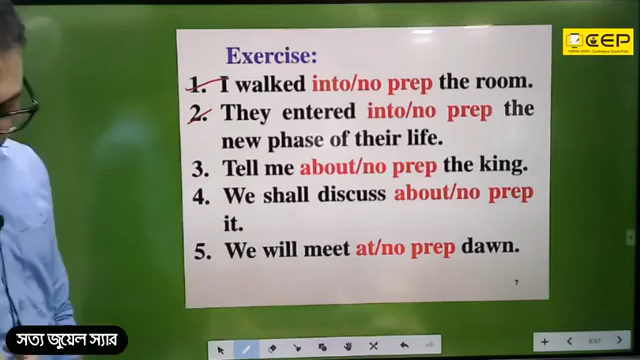 CEP
Exercise:
1. I walked into/no prep the room.
2. They entered into/no prep the
new phase of their life.
3. Tell me about/no prep the king.
4. We shall discuss about/no prep
it.
5. We will meet at/no prep dawn.
7
সত্য জুয়েল স্যার